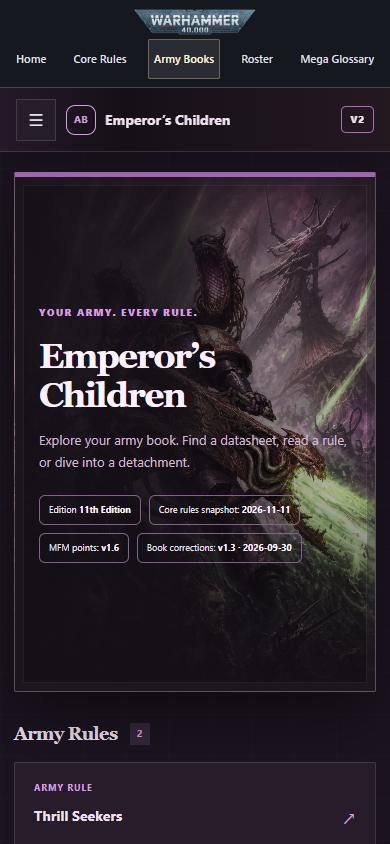 WARHAMMER
40,000
Home Core Rules Army Books Roster Mega Glossary
☰ AB Emperor's Children V2
YOUR ARMY. EVERY RULE.
Emperor's
Children
Explore your army book. Find a datasheet, read a rule,
or dive into a detachment.
Edition 11th Edition Core rules snapshot: 2026-11-11
MFM points: v1.6 Book corrections: v1.3 · 2026-09-30
Army Rules 2
ARMY RULE
Thrill Seekers ↗